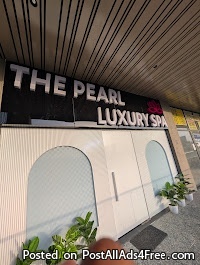 THE PEARL
LUXURY SPA
Posted on PostAllAds4Free.com